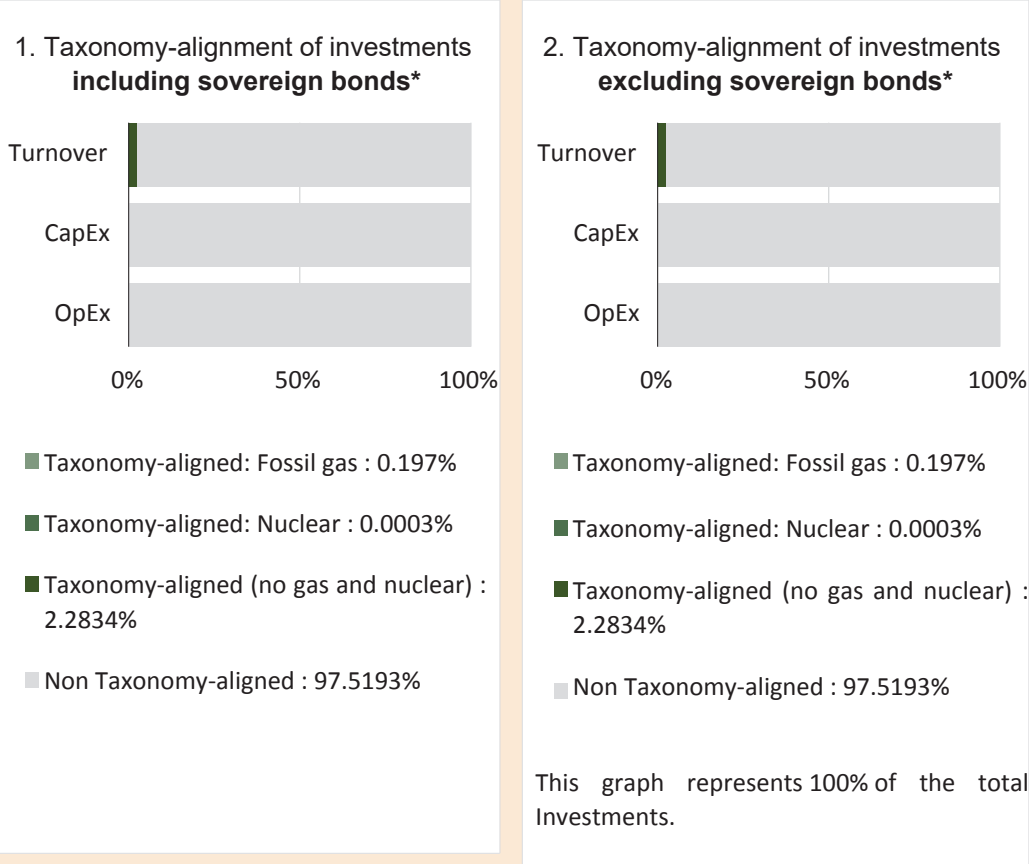 1. Taxonomy-alignment of investments
including sovereign bonds*
Turnover
CapEx
OpEx
0% 50% 100%
Taxonomy-aligned: Fossil gas : 0.197%
Taxonomy-aligned: Nuclear : 0.0003%
Taxonomy-aligned (no gas and nuclear) :
2.2834%
Non Taxonomy-aligned : 97.5193%
2. Taxonomy-alignment of investments
excluding sovereign bonds*
Turnover
CapEx
OpEx
0% 50% 100%
Taxonomy-aligned: Fossil gas : 0.197%
Taxonomy-aligned: Nuclear : 0.0003%
Taxonomy-aligned (no gas and nuclear) :
2.2834%
Non Taxonomy-aligned : 97.5193%
This graph represents 100% of the total
Investments.